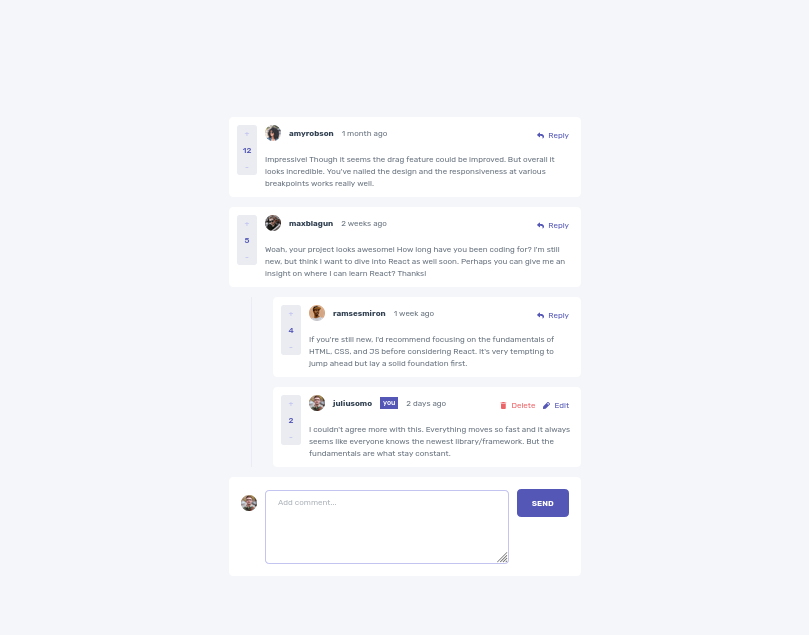 +
12
-
amyrobson 1 month ago
Reply
Impressive! Though it seems the drag feature could be improved. But overall it
looks incredible. You've nailed the design and the responsiveness at various
breakpoints works really well.
+
5
-
maxblagun 2 weeks ago
Reply
Woah, your project looks awesome! How long have you been coding for? I'm still
new, but think I want to dive into React as well soon. Perhaps you can give me an
insight on where I can learn React? Thanks!
+
4
-
ramsesmiron 1 week ago
Reply
If you're still new, I'd recommend focusing on the fundamentals of
HTML, CSS, and JS before considering React. It's very tempting to
jump ahead but lay a solid foundation first.
+
2
-
juliusomo you 2 days ago
Delete Edit
I couldn't agree more with this. Everything moves so fast and it always
seems like everyone knows the newest library/framework. But the
fundamentals are what stay constant.
Add comment...
SEND